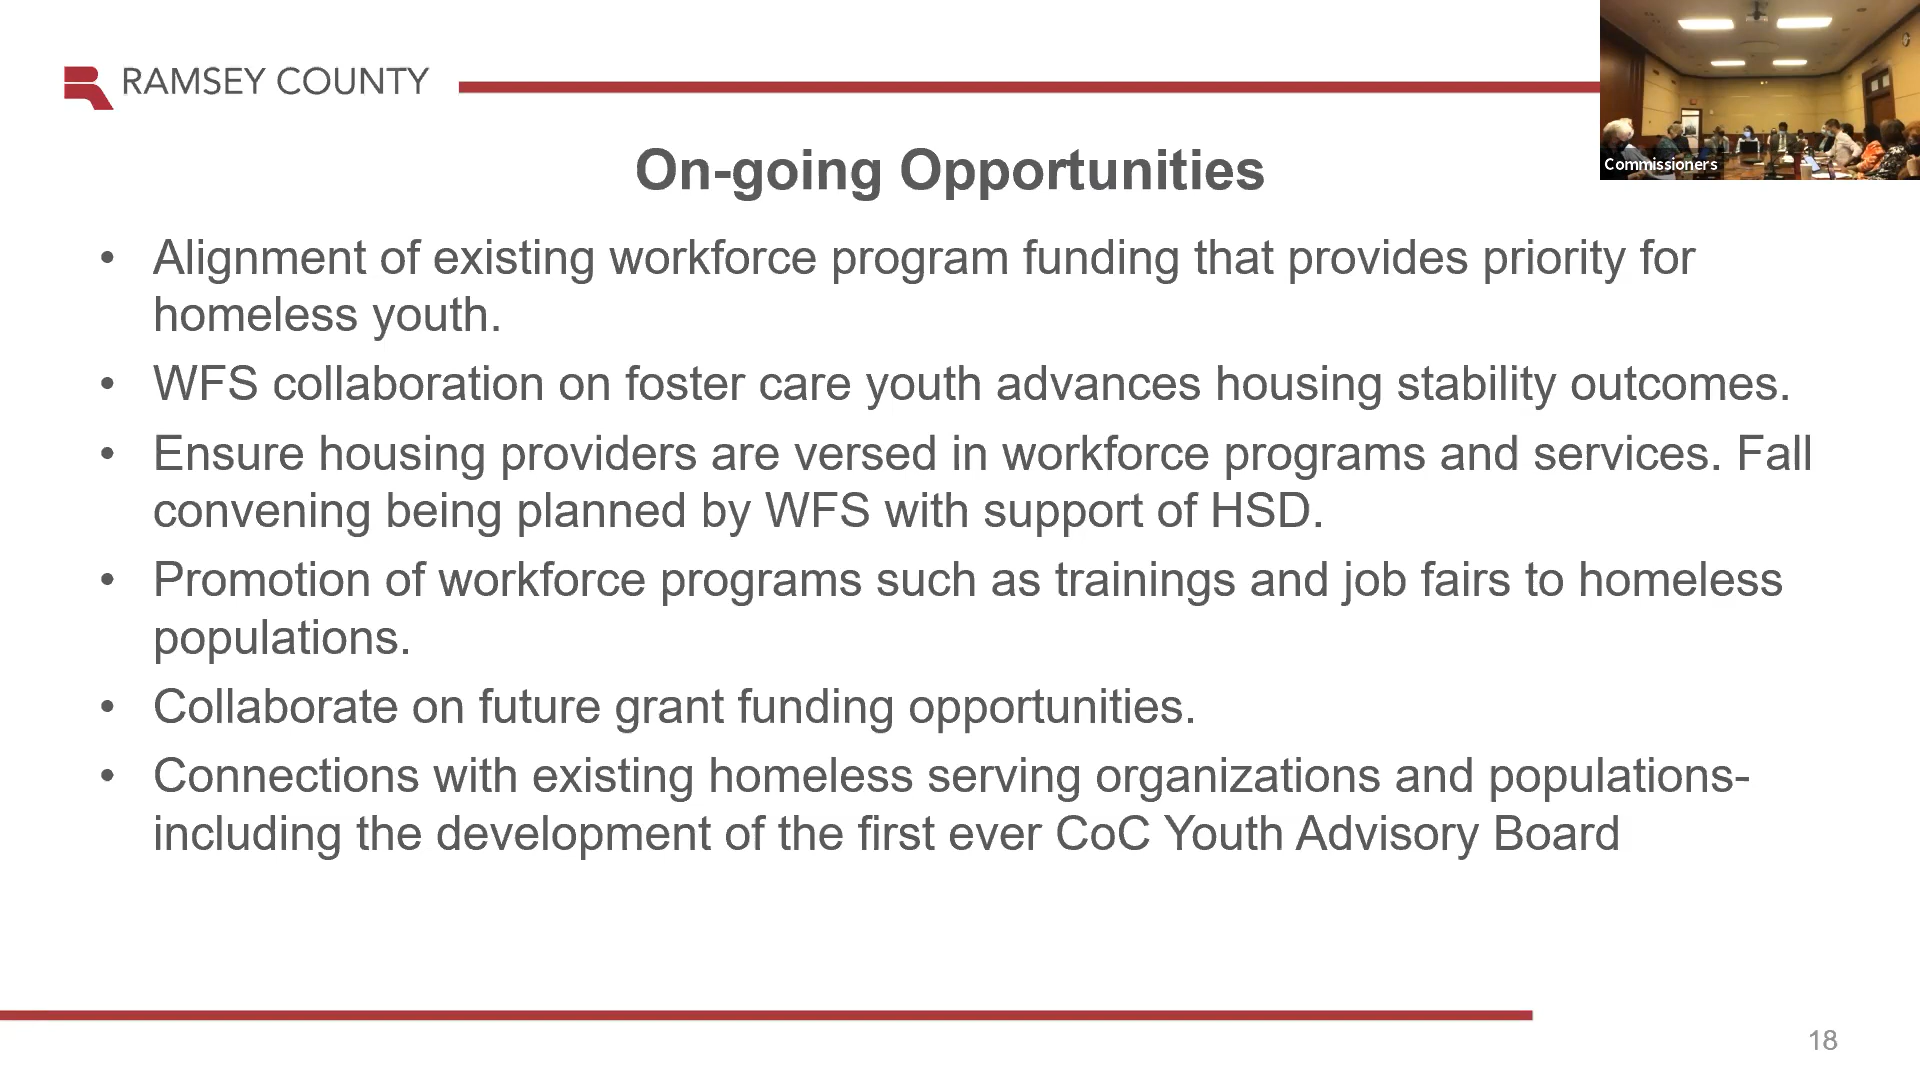 RAMSEY COUNTY
Commissioners
On-going Opportunities
• Alignment of existing workforce program funding that provides priority for
homeless youth.
• WFS collaboration on foster care youth advances housing stability outcomes.
• Ensure housing providers are versed in workforce programs and services. Fall
convening being planned by WFS with support of HSD.
• Promotion of workforce programs such as trainings and job fairs to homeless
populations.
• Collaborate on future grant funding opportunities.
• Connections with existing homeless serving organizations and populations-
including the development of the first ever CoC Youth Advisory Board
18